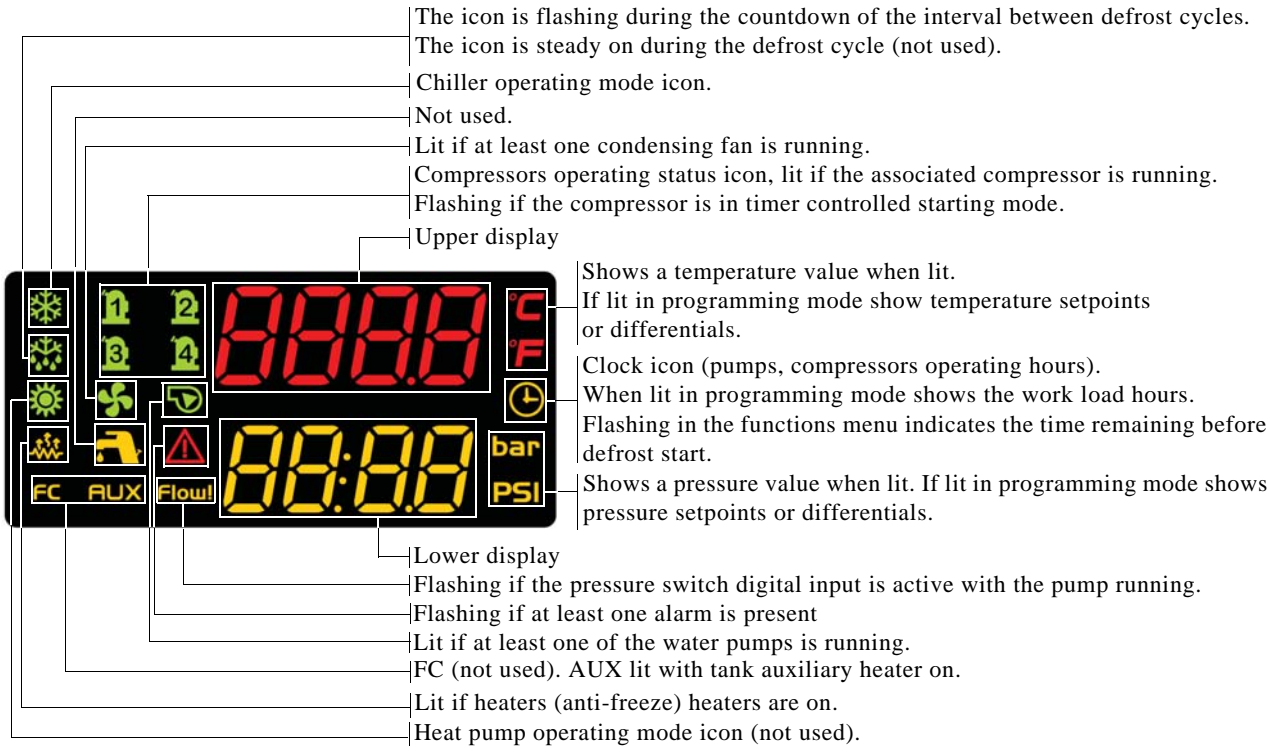 The icon is flashing during the countdown of the interval between defrost cycles.
The icon is steady on during the defrost cycle (not used).
Chiller operating mode icon.
Not used.
Lit if at least one condensing fan is running.
Compressors operating status icon, lit if the associated compressor is running.
Flashing if the compressor is in timer controlled starting mode.
Upper display
Shows a temperature value when lit.
If lit in programming mode show temperature setpoints
or differentials.
Clock icon (pumps, compressors operating hours).
When lit in programming mode shows the work load hours.
Flashing in the functions menu indicates the time remaining before
defrost start.
Shows a pressure value when lit. If lit in programming mode shows
pressure setpoints or differentials.
1 2 888.8 °C
3 4 °F
88:8.8 bar
FC AUX Flow! PSI
Lower display
Flashing if the pressure switch digital input is active with the pump running.
Flashing if at least one alarm is present
Lit if at least one of the water pumps is running.
FC (not used). AUX lit with tank auxiliary heater on.
Lit if heaters (anti-freeze) heaters are on.
Heat pump operating mode icon (not used).